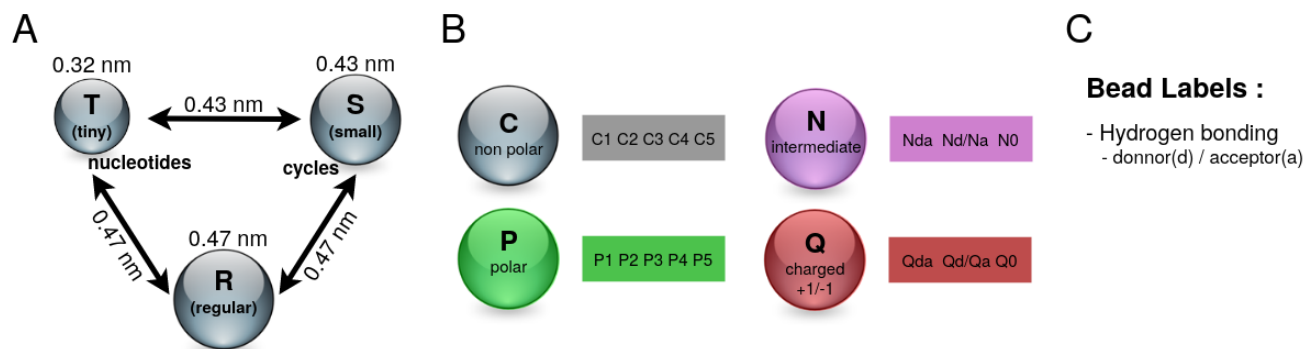 A
0.32 nm
T
(tiny)
nucleotides
0.43 nm
0.43 nm
S
(small)
cycles
0.47 nm
0.47 nm
0.47 nm
R
(regular)
B
C
non polar
C1 C2 C3 C4 C5
N
intermediate
Nda Nd/Na N0
P
polar
P1 P2 P3 P4 P5
Q
charged
+1/-1
Qda Qd/Qa Q0
C
Bead Labels :
- Hydrogen bonding
- donnor(d) / acceptor(a)